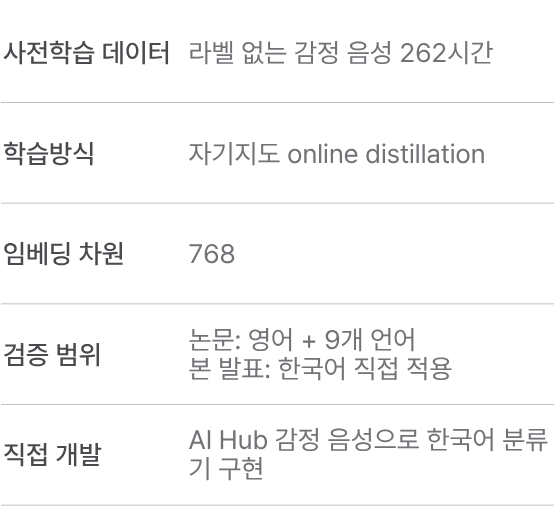 사전학습 데이터 라벨 없는 감정 음성 262시간
학습방식 자기지도 online distillation
임베딩 차원 768
검증 범위 논문: 영어 + 9개 언어
본 발표: 한국어 직접 적용
직접 개발 AI Hub 감정 음성으로 한국어 분류
기 구현